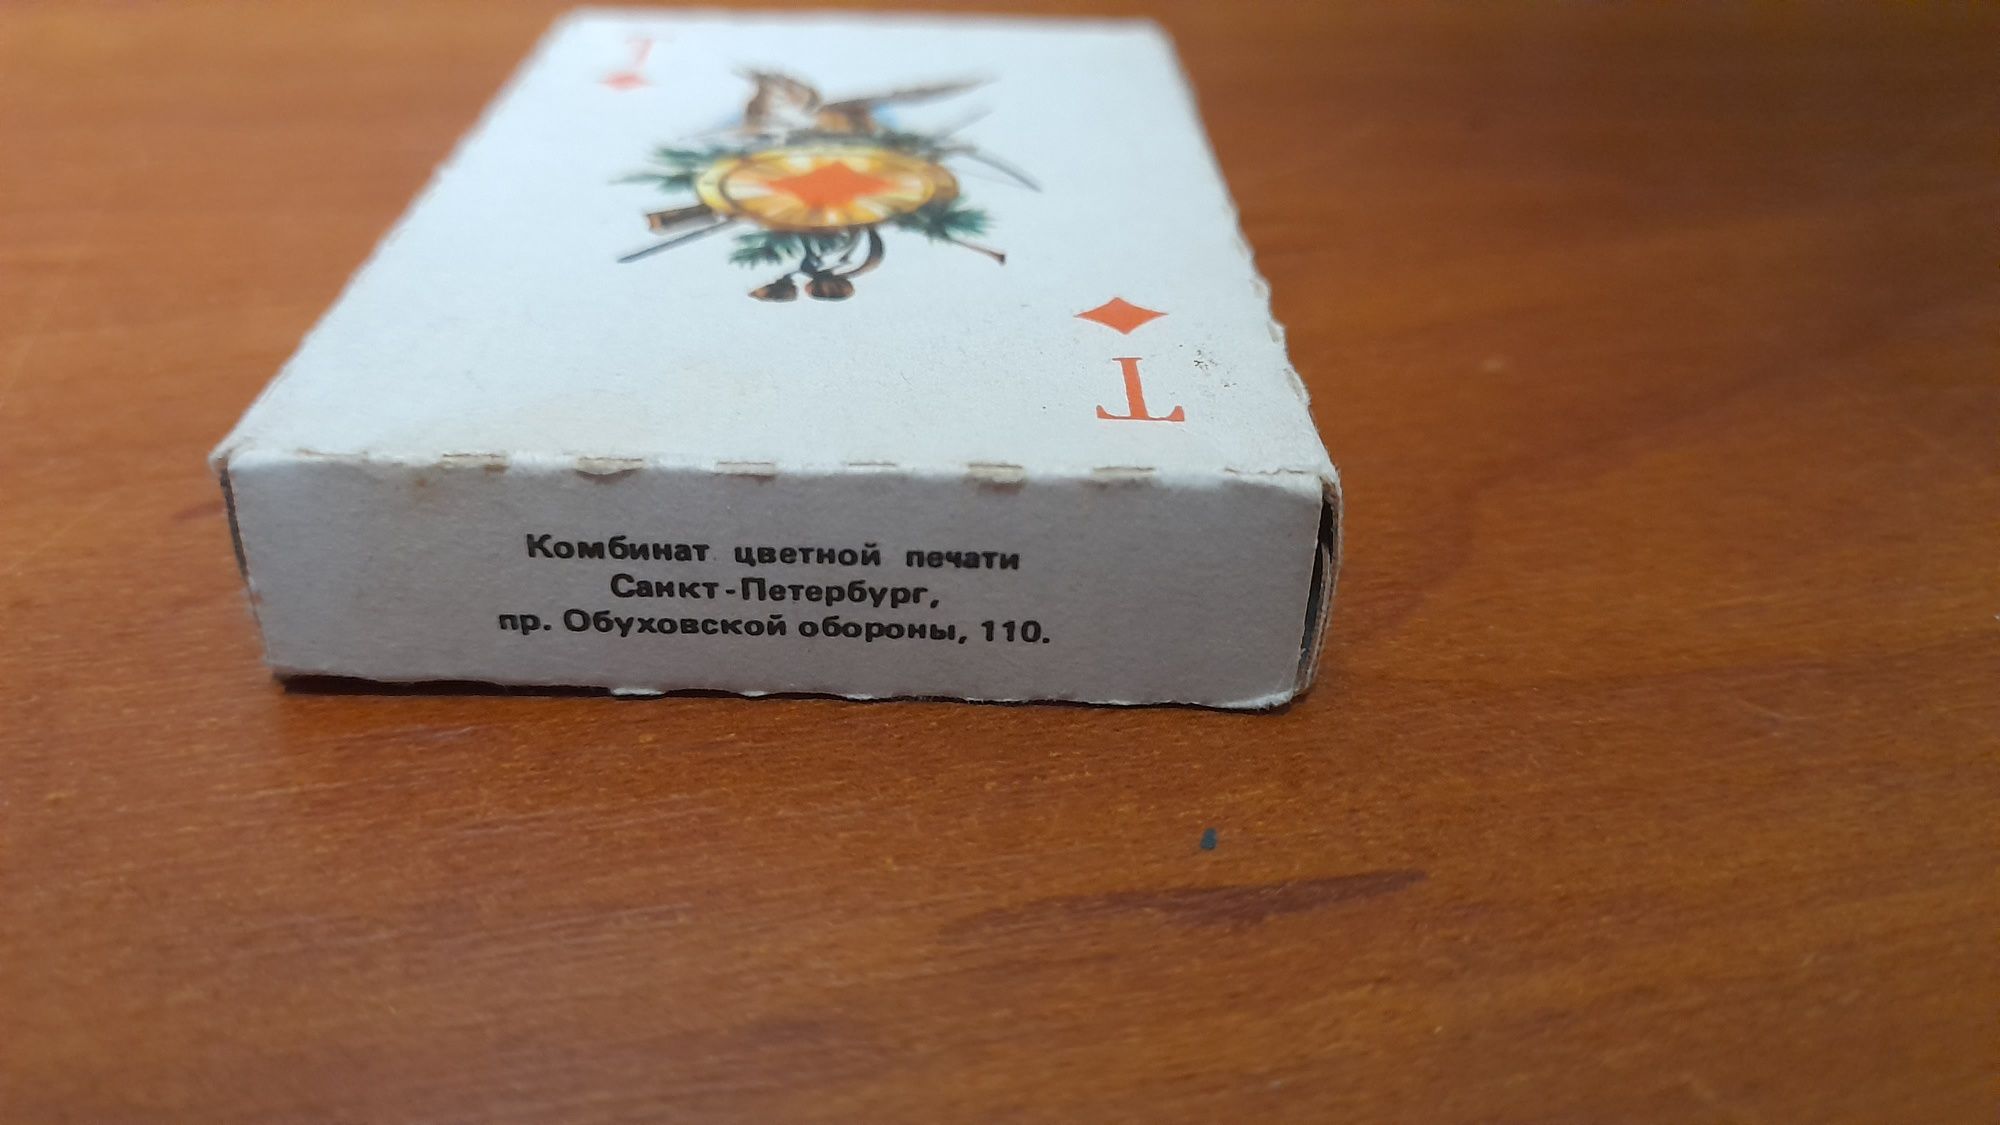 Т
Т
Комбинат цветной печати
Санкт-Петербург,
пр. Обуховской обороны, 110.